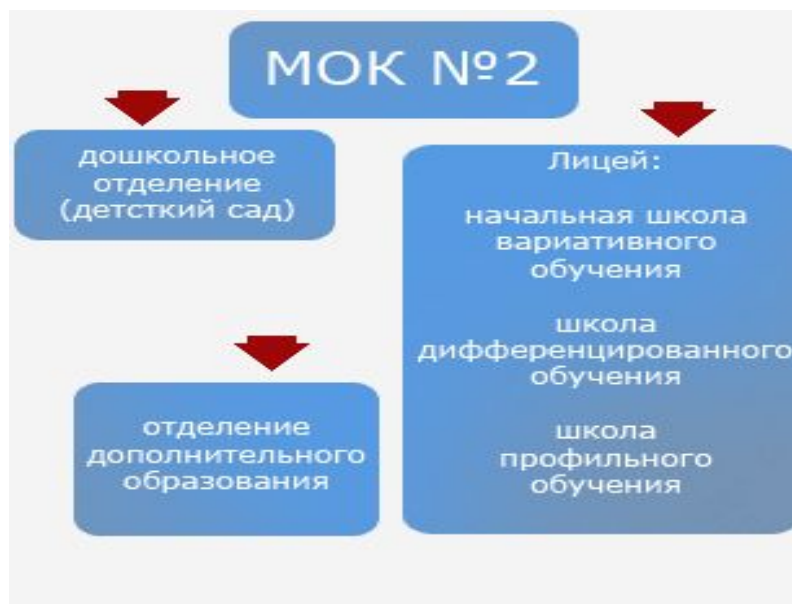 МОК №2
дошкольное
отделение
(детсткий сад)
Лицей:
начальная школа
вариативного
обучения
школа
дифференцированного
обучения
школа
профильного
обучения
отделение
дополнительного
образования